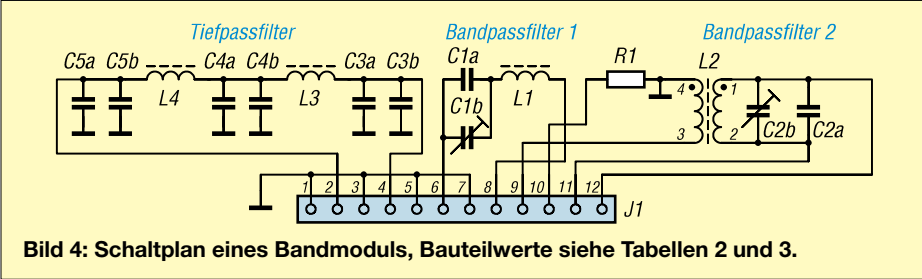 Tiefpassfilter Bandpassfilter 1 Bandpassfilter 2
C5a C5b C4a C4b C3a C3b C1a R1 L2
L4 L3 C1b L1 4 1
3 2 C2b C2a
1 2 3 4 5 6 7 8 9 10 11 12
J1
Bild 4: Schaltplan eines Bandmoduls, Bauteilwerte siehe Tabellen 2 und 3.